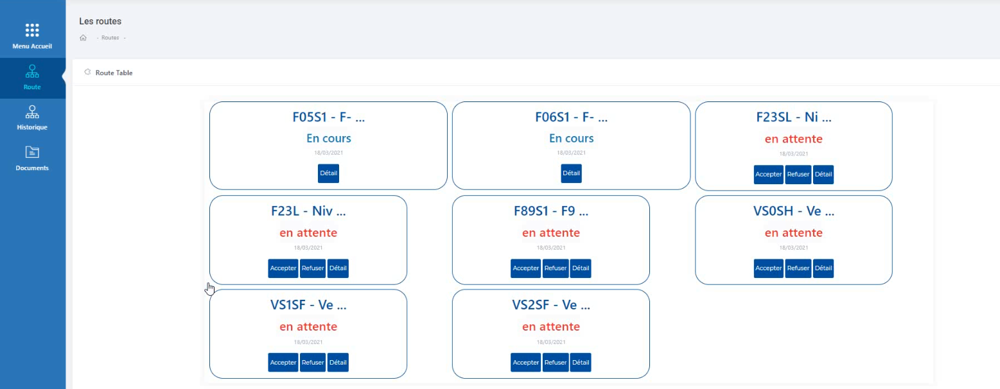 Menu Accueil
Route
Historique
Documents
Les routes
- Routes -
Route Table
F05S1 - F- ...
En cours
18/03/2021
Détail
F06S1 - F- ...
En cours
18/03/2021
Détail
F23SL - Ni ...
en attente
18/03/2021
Accepter Refuser Détail
F23L - Niv ...
en attente
18/03/2021
Accepter Refuser Détail
F89S1 - F9 ...
en attente
18/03/2021
Accepter Refuser Détail
VS0SH - Ve ...
en attente
18/03/2021
Accepter Refuser Détail
VS1SF - Ve ...
en attente
18/03/2021
Accepter Refuser Détail
VS2SF - Ve ...
en attente
18/03/2021
Accepter Refuser Détail